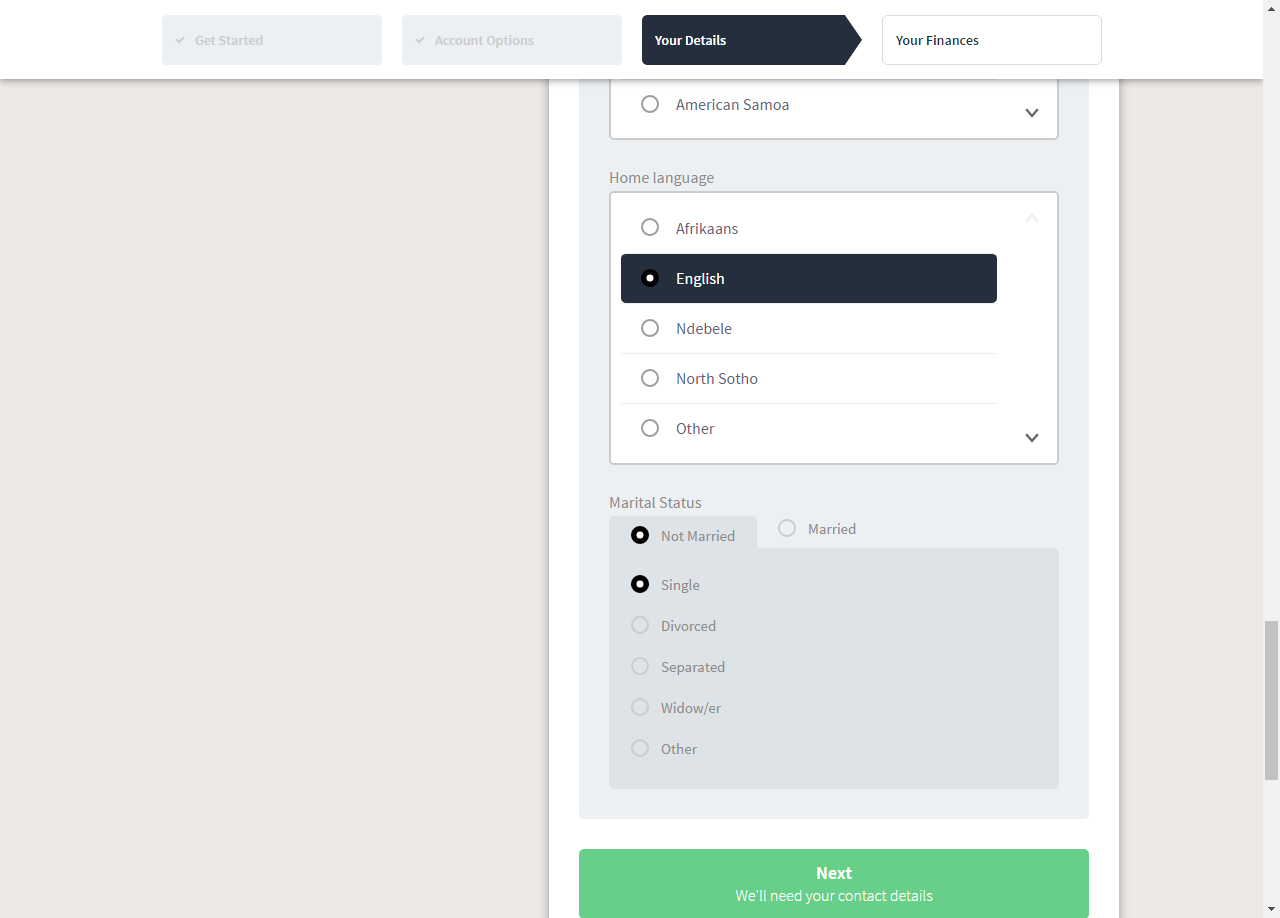 Get Started
Account Options
Your Details
Your Finances
American Samoa
Home language
Afrikaans
English
Ndebele
North Sotho
Other
Marital Status
Not Married
Married
Single
Divorced
Separated
Widow/er
Other
Next
We'll need your contact details